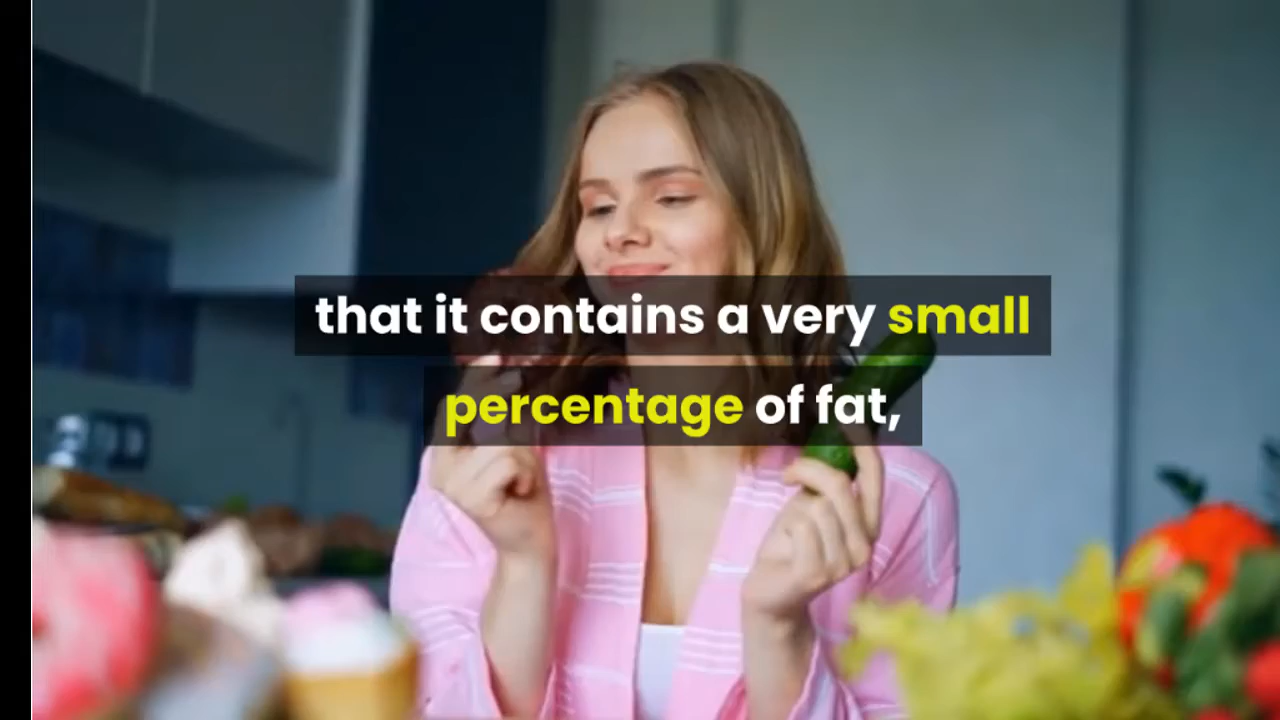 that it contains a very small
percentage of fat,